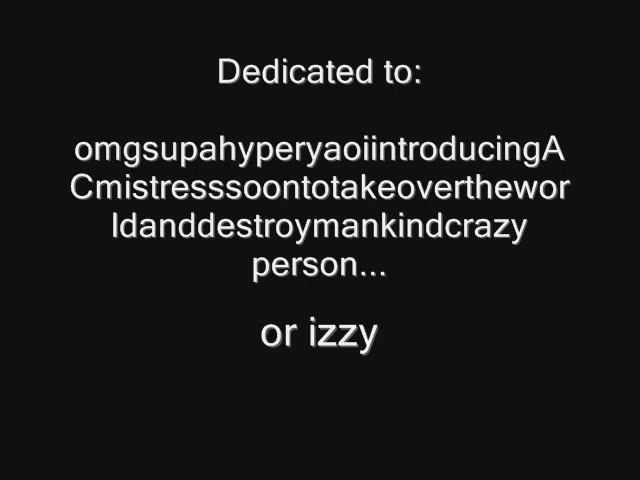 Dedicated to:
omgsupahyperyaoiintroducingA
Cmistresssoontotakeoverthewor
ldanddestroymankindcrazy
person...
or izzy